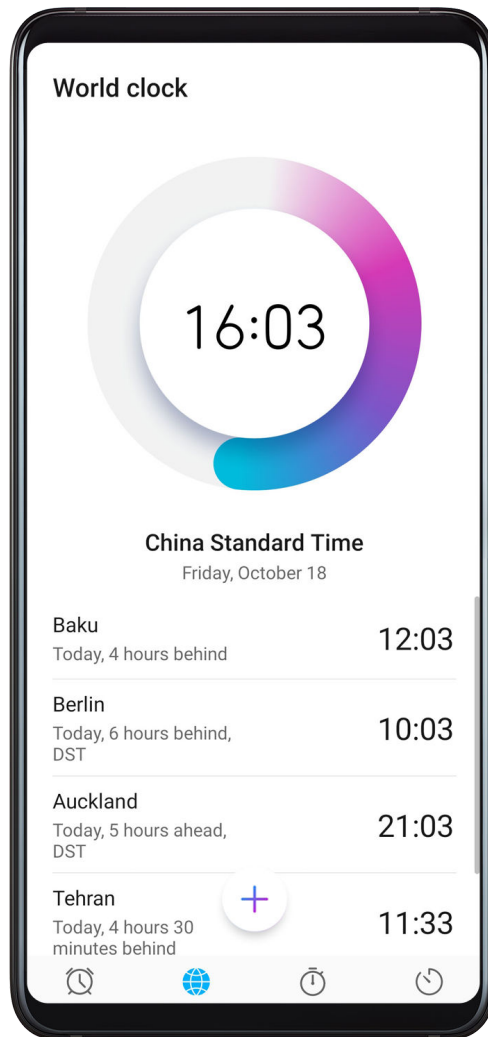 World clock
16:03
China Standard Time
Friday, October 18
Baku
Today, 4 hours behind
12:03
Berlin
Today, 6 hours behind,
DST
10:03
Auckland
Today, 5 hours ahead,
DST
21:03
Tehran
Today, 4 hours 30
minutes behind
11:33